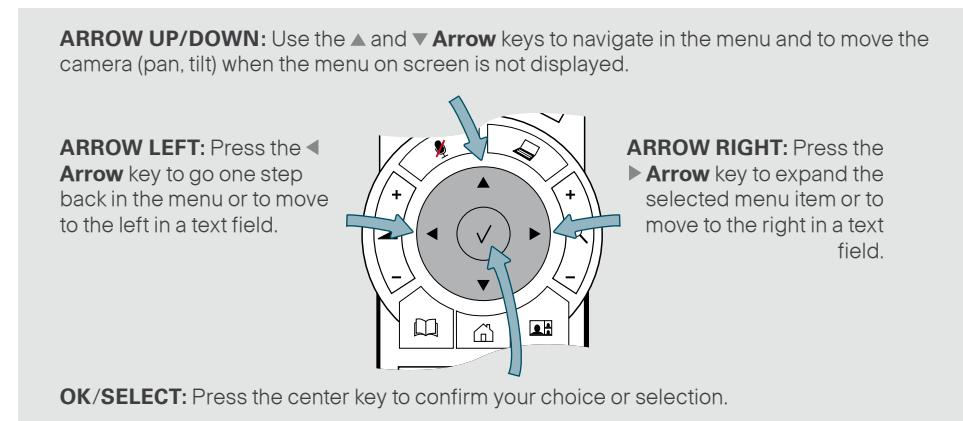 ARROW UP/DOWN: Use the ▲ and ▼ Arrow keys to navigate in the menu and to move the
camera (pan, tilt) when the menu on screen is not displayed.
ARROW LEFT: Press the ◀
Arrow key to go one step
back in the menu or to move
to the left in a text field.
ARROW RIGHT: Press the
▶ Arrow key to expand the
selected menu item or to
move to the right in a text
field.
+ +
- -
OK/SELECT: Press the center key to confirm your choice or selection.